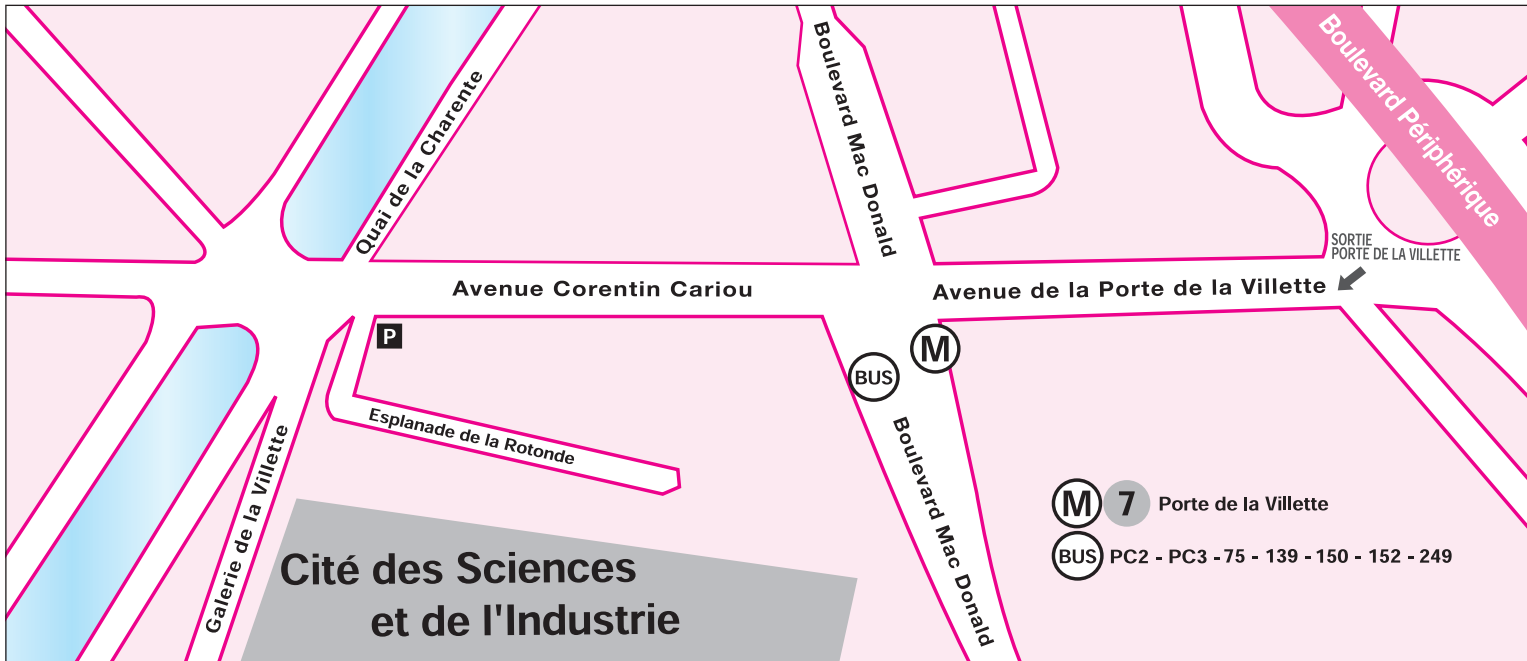 Boulevard Périphérique
Boulevard Mac Donald
Quai de la Charente
SORTIE
PORTE DE LA VILLETTE
Avenue Corentin Cariou
Avenue de la Porte de la Villette
P
M
BUS
Esplanade de la Rotonde
Galerie de la Villette
Boulevard Mac Donald
M 7 Porte de la Villette
BUS PC2 - PC3 - 75 - 139 - 150 - 152 - 249
Cité des Sciences
et de l'Industrie